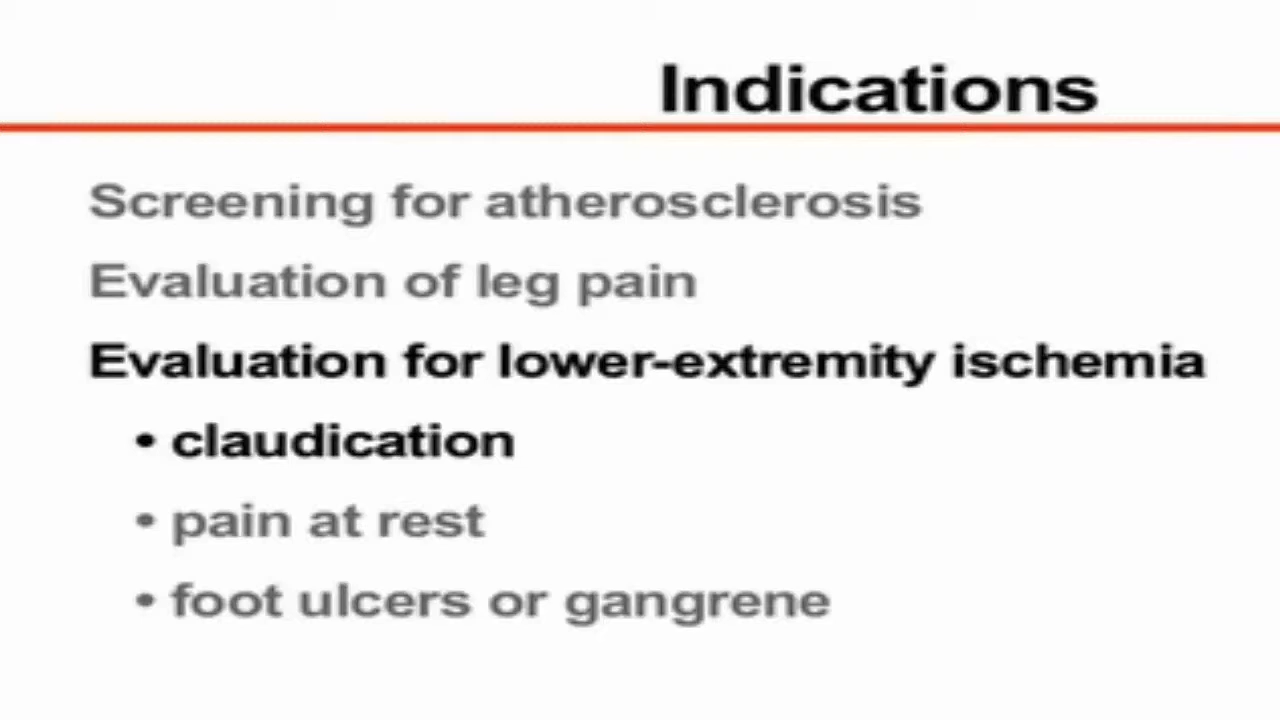 Indications
Screening for atherosclerosis
Evaluation of leg pain
Evaluation for lower-extremity ischemia
• claudication
• pain at rest
• foot ulcers or gangrene